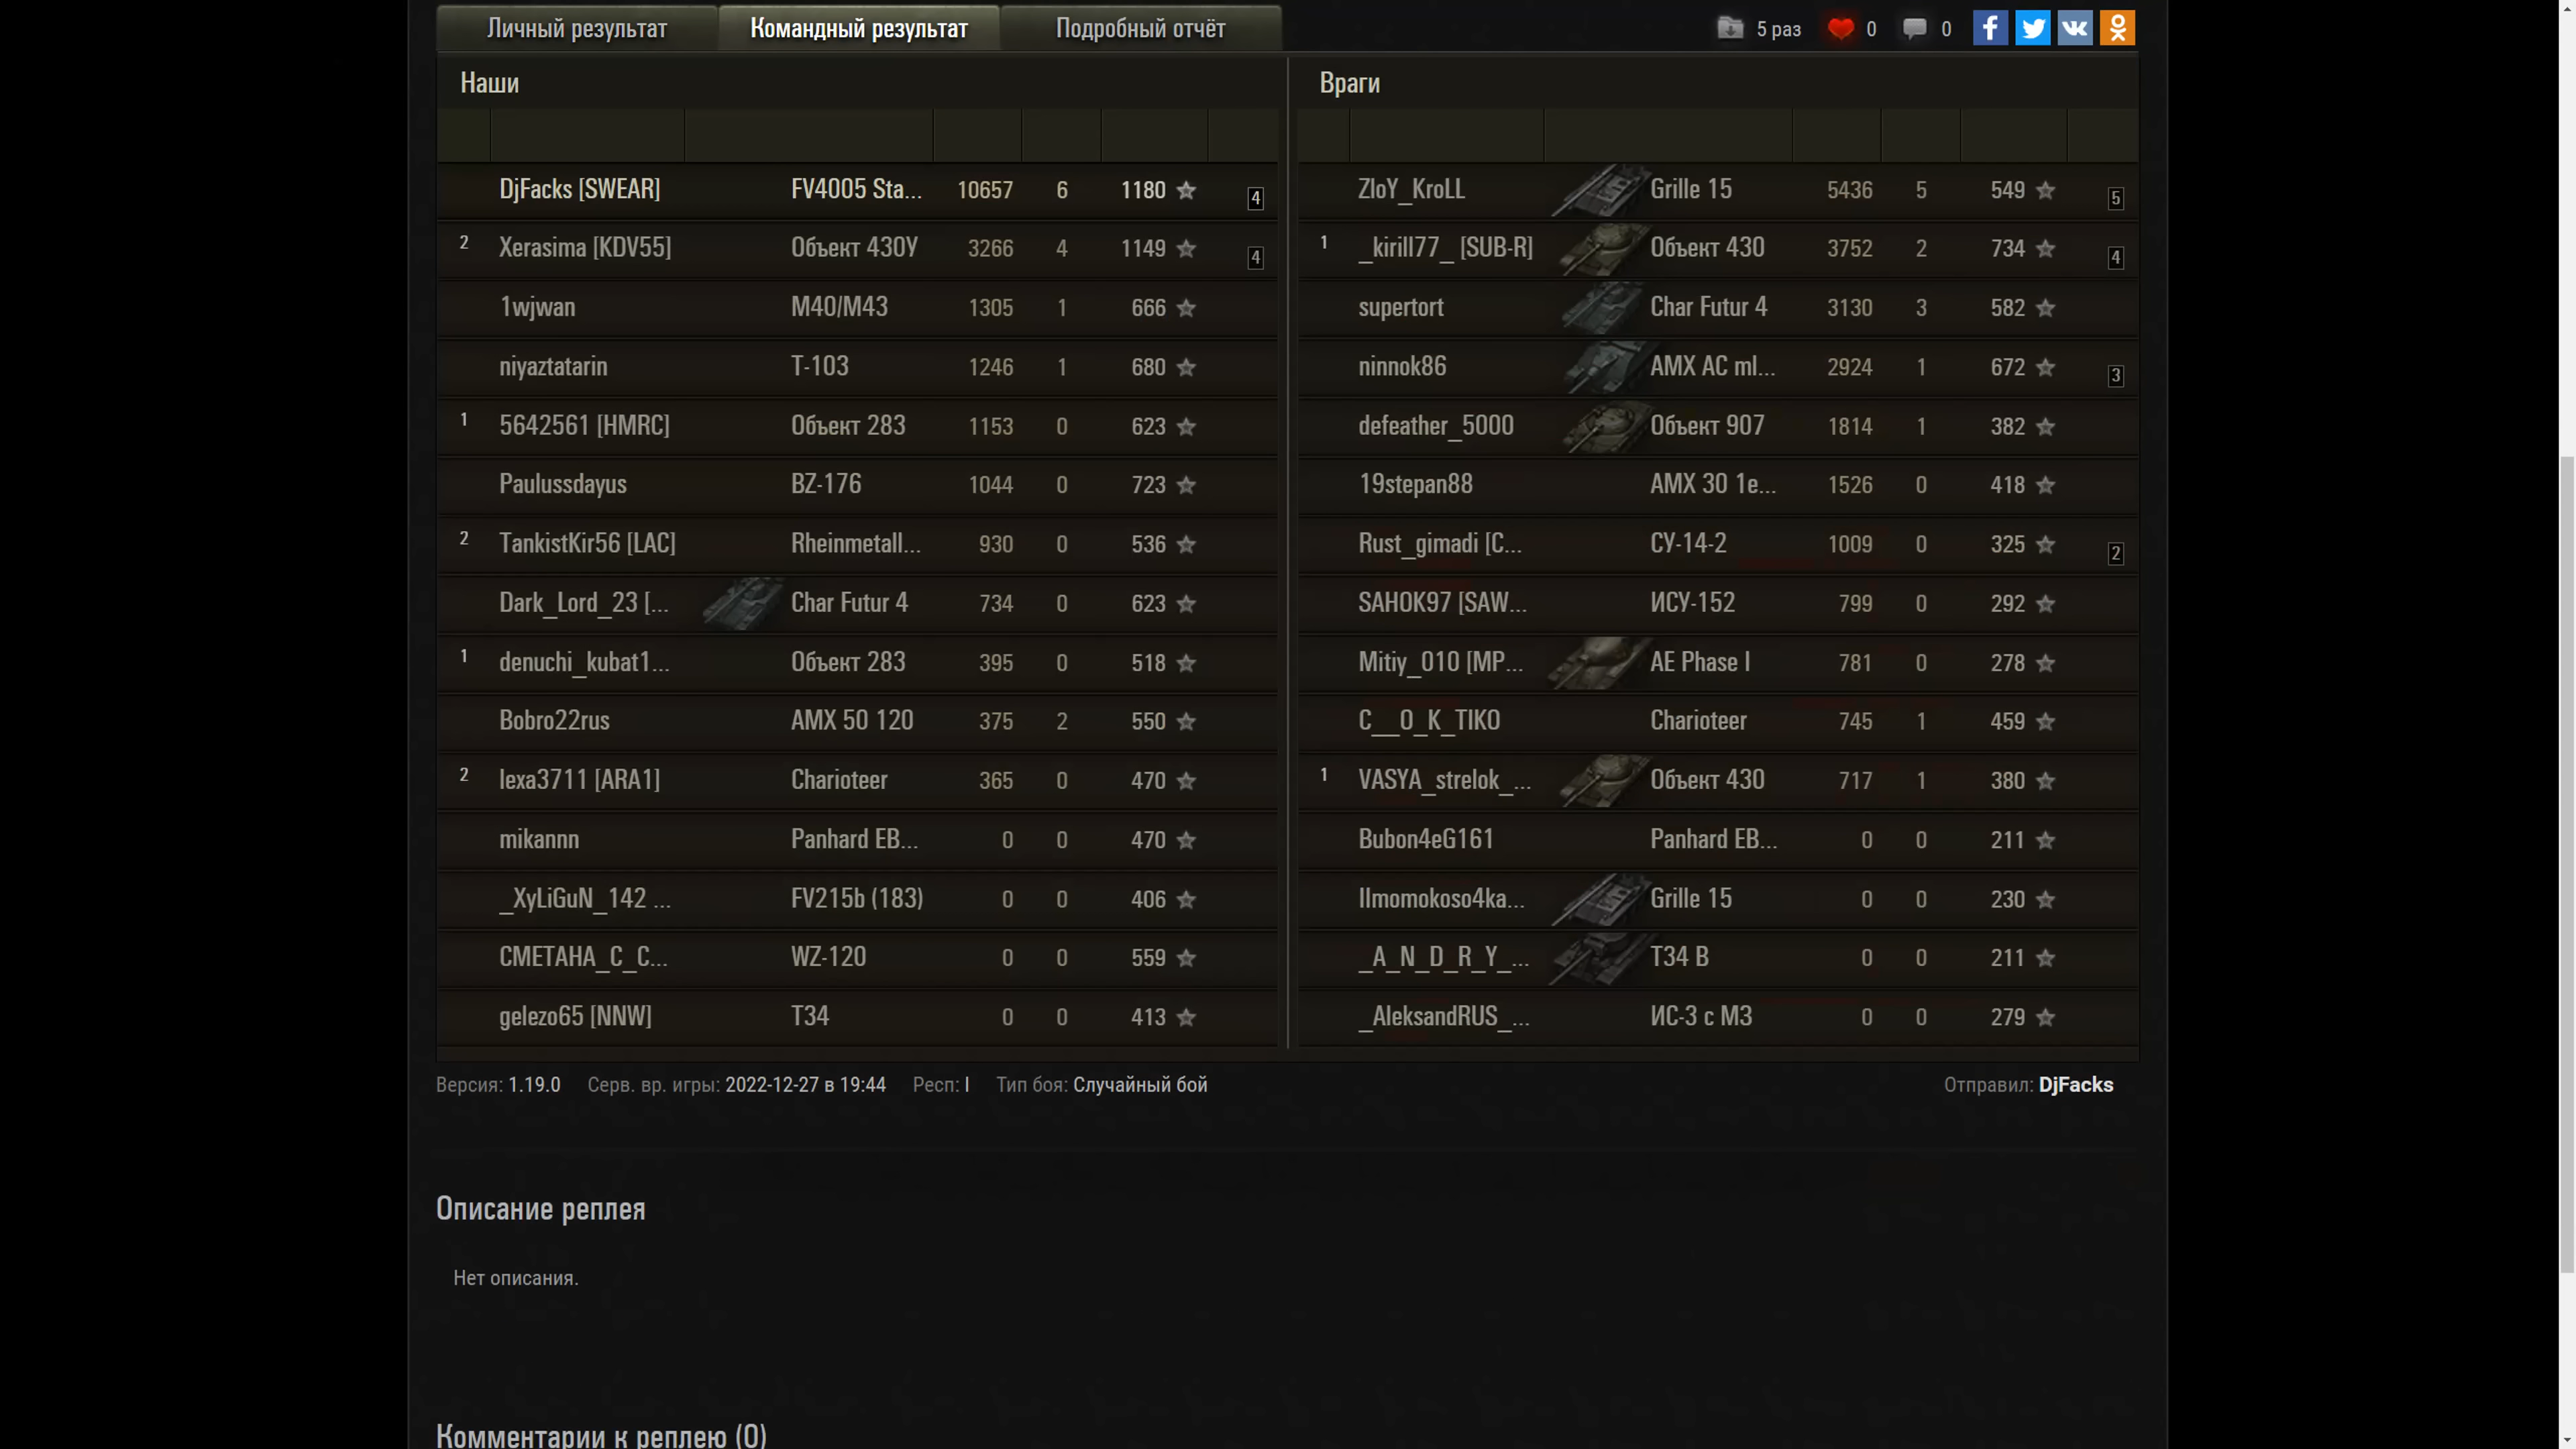 Личный результат Командный результат Подробный отчёт 5 раз 0 0
Наши Враги
DjFacks [SWEAR] FV4005 Sta... 10657 6 1180 4
ZloY_KroLL Grille 15 5436 5 549 5
2 Xerasima [KDV55] Объект 430У 3266 4 1149 4
1 _kirill77_ [SUB-R] Объект 430 3752 2 734 4
1wjwan M40/M43 1305 1 666
supertort Char Futur 4 3130 3 582
niyaztatarin T-103 1246 1 680
ninnok86 AMX AC ml... 2924 1 672 3
1 5642561 [HMRC] Объект 283 1153 0 623
defeather_5000 Объект 907 1814 1 382
Paulussdayus BZ-176 1044 0 723
19stepan88 AMX 30 1e... 1526 0 418
2 TankistKir56 [LAC] Rheinmetall... 930 0 536
Rust_gimadi [C... СУ-14-2 1009 0 325 2
Dark_Lord_23 [... Char Futur 4 734 0 623
SAHOK97 [SAW... ИСУ-152 799 0 292
1 denuchi_kubat1... Объект 283 395 0 518
Mitiy_010 [MP... AE Phase I 781 0 278
Bobro22rus AMX 50 120 375 2 550
C__O_K_TIKO Charioteer 745 1 459
2 lexa3711 [ARA1] Charioteer 365 0 470
1 VASYA_strelok_... Объект 430 717 1 380
mikannn Panhard EB... 0 0 470
Bubon4eG161 Panhard EB... 0 0 211
_XyLiGuN_142 ... FV215b (183) 0 0 406
IImomokoso4ka... Grille 15 0 0 230
CMETAHA_C_C... WZ-120 0 0 559
_A_N_D_R_Y_... T34 B 0 0 211
gelezo65 [NNW] T34 0 0 413
_AleksandRUS_... ИС-3 с МЗ 0 0 279
Версия: 1.19.0 Серв. вр. игры: 2022-12-27 в 19:44 Респ: I Тип боя: Случайный бой Отправил: DjFacks
Описание реплея
Нет описания.
Комментарии к реплею (0)